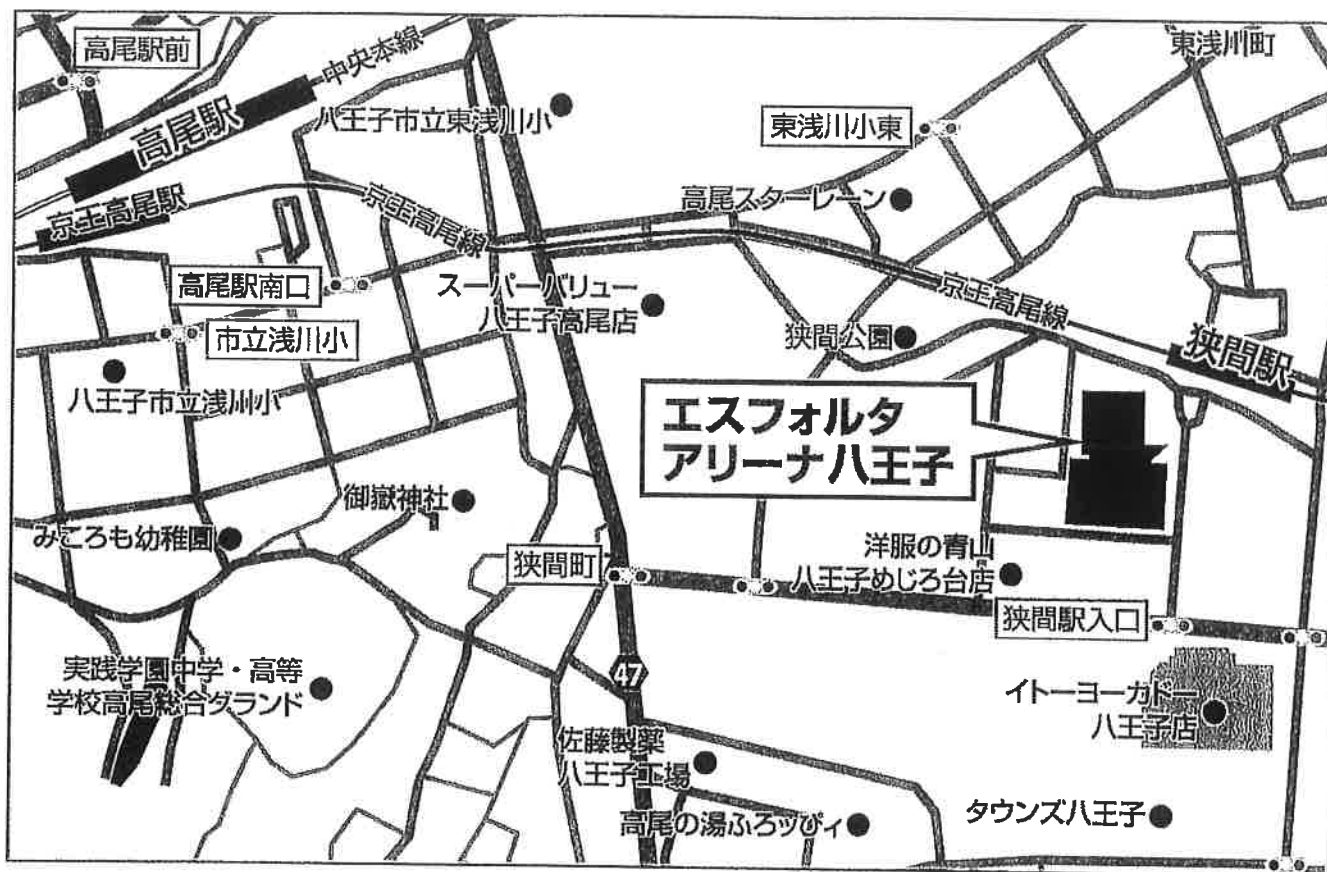 高尾駅前
中央本線
東浅川町
高尾駅
八王子市立東浅川小
東浅川小東
京王高尾駅
京王高尾線
高尾スターレーン
高尾駅南口
スーパーバリュー
八王子高尾店
京王高尾線
市立浅川小
狭間公園
狭間駅
八王子市立浅川小
エスフォルタ
アリーナ八王子
御嶽神社
みころも幼稚園
狭間町
洋服の青山
八王子めじろ台店
狭間駅入口
実践学園中学・高等
学校高尾総合グランド
47
イトーヨーカドー
八王子店
佐藤製薬
八王子工場
高尾の湯ふろッぴィ
タウンズ八王子